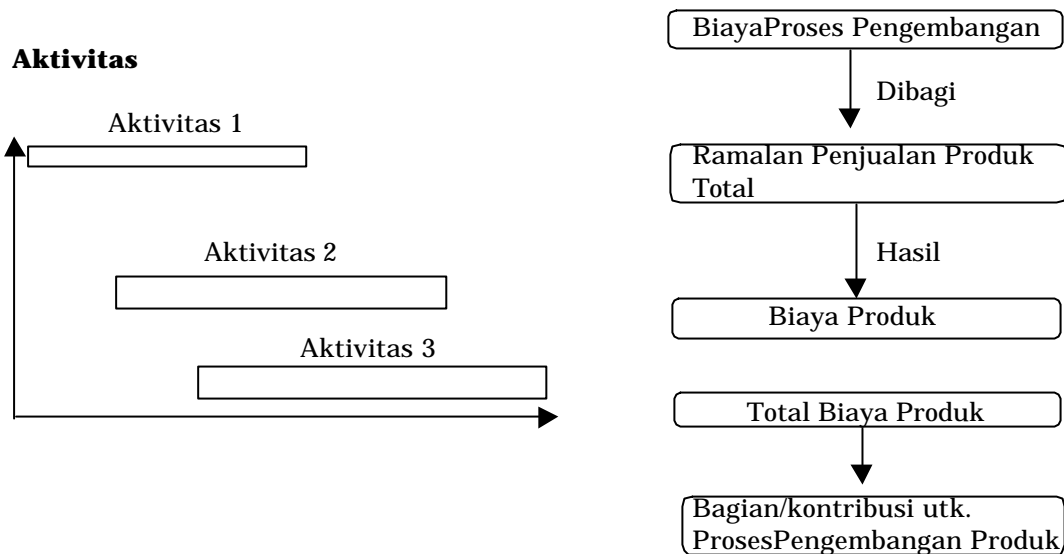 Aktivitas
Aktivitas 1
Aktivitas 2
Aktivitas 3
BiayaProses Pengembangan
Dibagi
Ramalan Penjualan Produk
Total
Hasil
Biaya Produk
Total Biaya Produk
Bagian/kontribusi utk.
ProsesPengembangan Produk